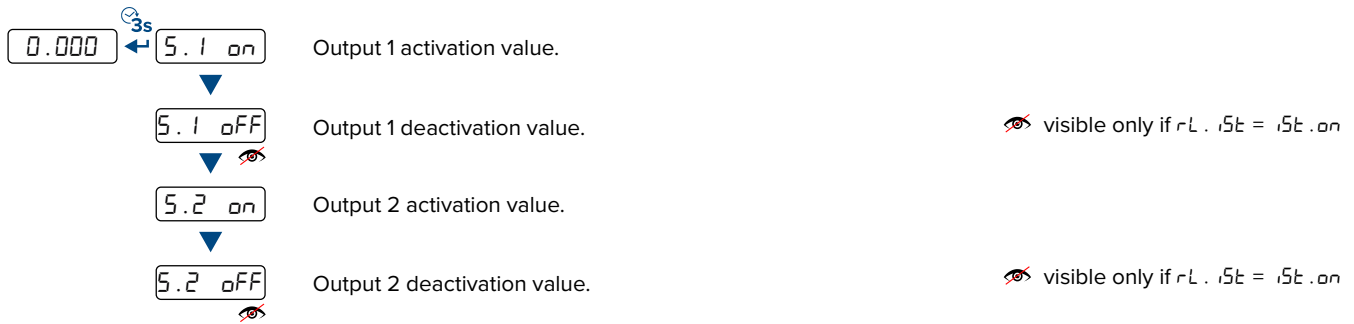 3s
0.000 5.1 on Output 1 activation value.
5.1 oFF Output 1 deactivation value. visible only if rL.iSt = iSt.on
5.2 on Output 2 activation value.
5.2 oFF Output 2 deactivation value. visible only if rL.iSt = iSt.on